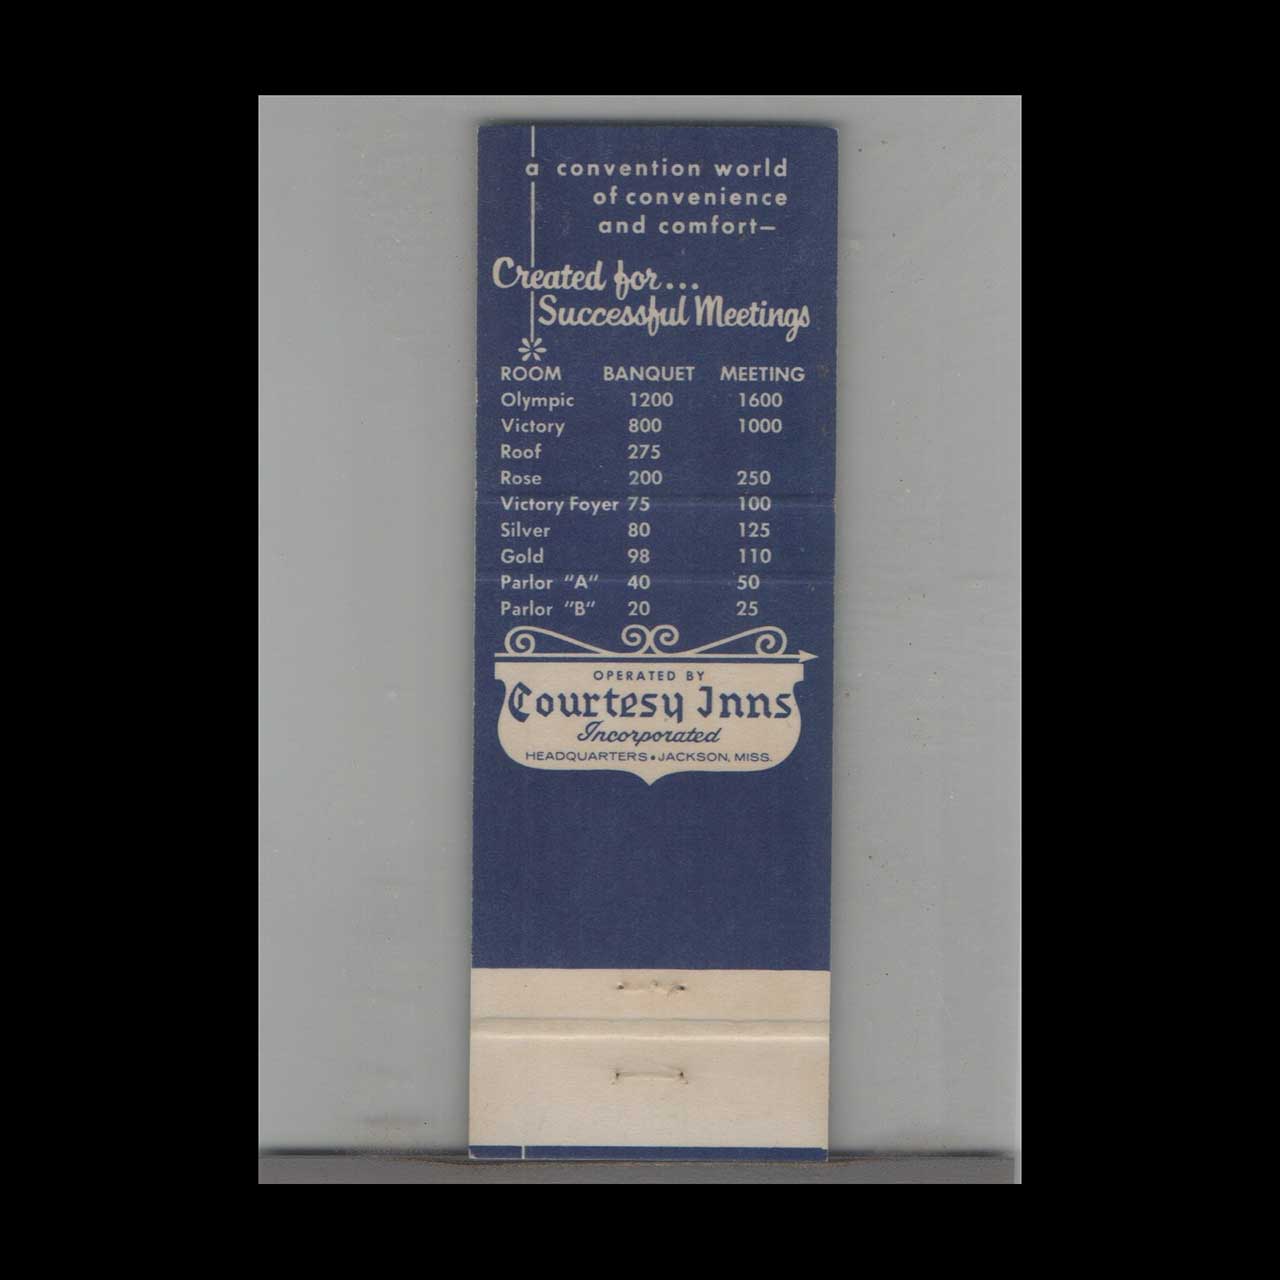 a convention world
of convenience
and comfort—
Created for...
Successful Meetings
ROOM BANQUET MEETING
Olympic 1200 1600
Victory 800 1000
Roof 275
Rose 200 250
Victory Foyer 75 100
Silver 80 125
Gold 98 110
Parlor "A" 40 50
Parlor "B" 20 25
OPERATED BY
Courtesy Inns
Incorporated
HEADQUARTERS • JACKSON, MISS.